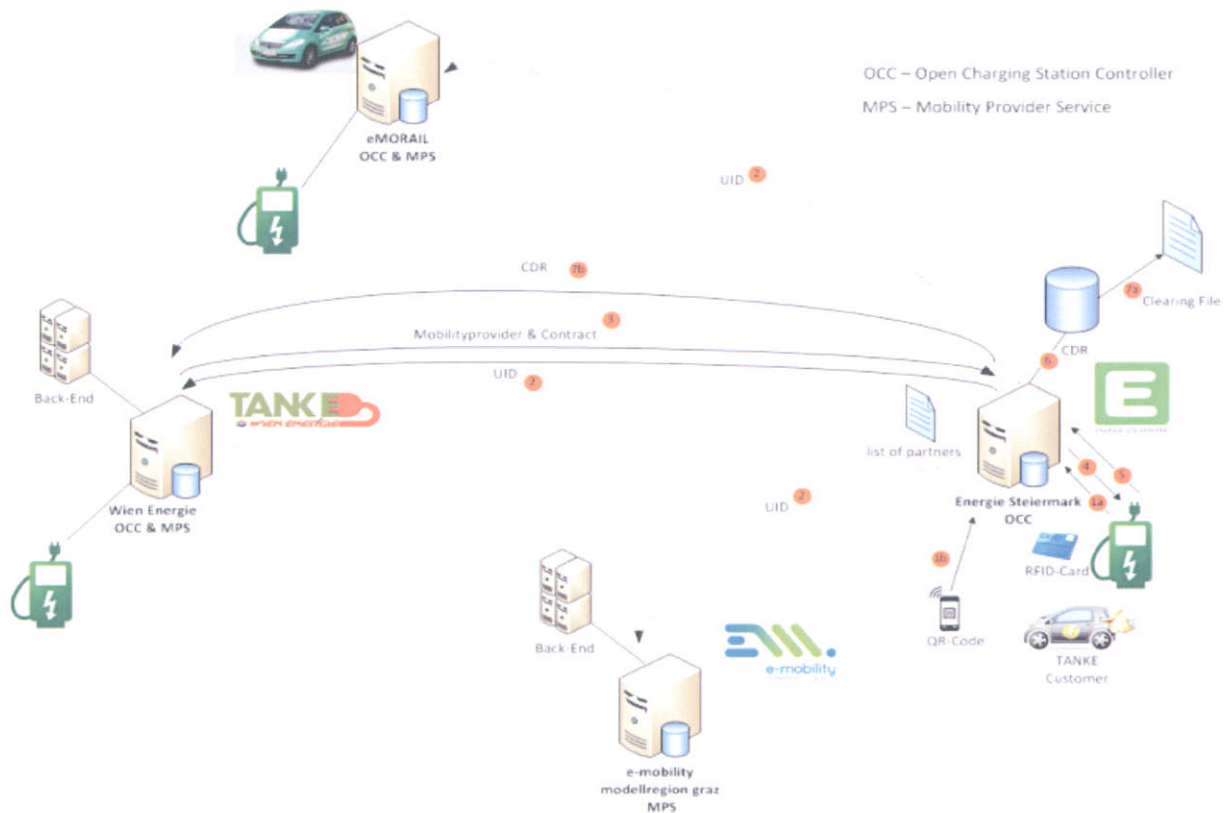 OCC – Open Charging Station Controller
MPS – Mobility Provider Service
eMORAIL
OCC & MPS
UID 2
CDR 7b
7a
Clearing File
Mobilityprovider & Contract 3
CDR
6
UID 2
Back-End
TANKE
WIEN ENERGIE
E
list of partners
4
5
1a
UID 2
Wien Energie
OCC & MPS
Energie Steiermark
OCC
1b
RFID-Card
QR-Code
TANKE
Customer
Back-End
e-mobility
e-mobility
modellregion graz
MPS